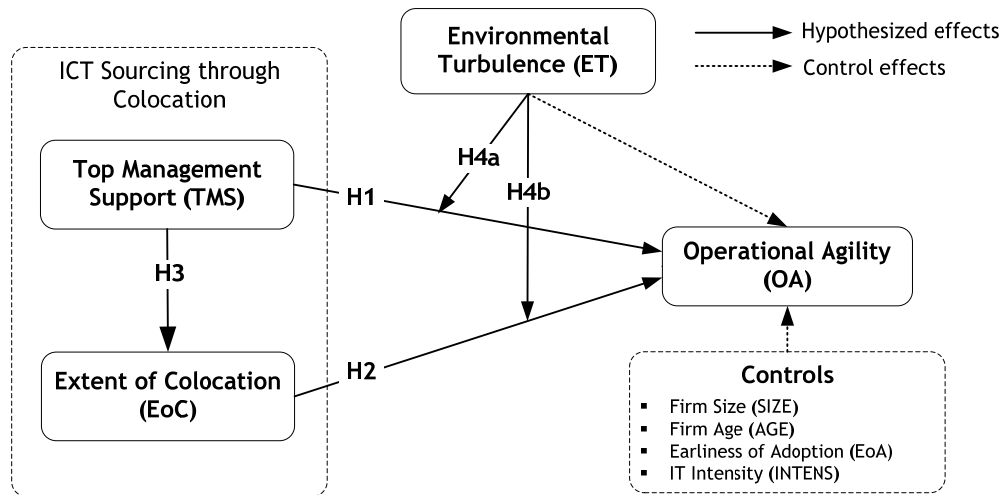 Environmental
Turbulence (ET)
Hypothesized effects
Control effects
ICT Sourcing through
Colocation
Top Management
Support (TMS)
H1
H4a
H4b
H3
Operational Agility
(OA)
Extent of Colocation
(EoC)
H2
Controls
▪ Firm Size (SIZE)
▪ Firm Age (AGE)
▪ Earliness of Adoption (EoA)
▪ IT Intensity (INTENS)